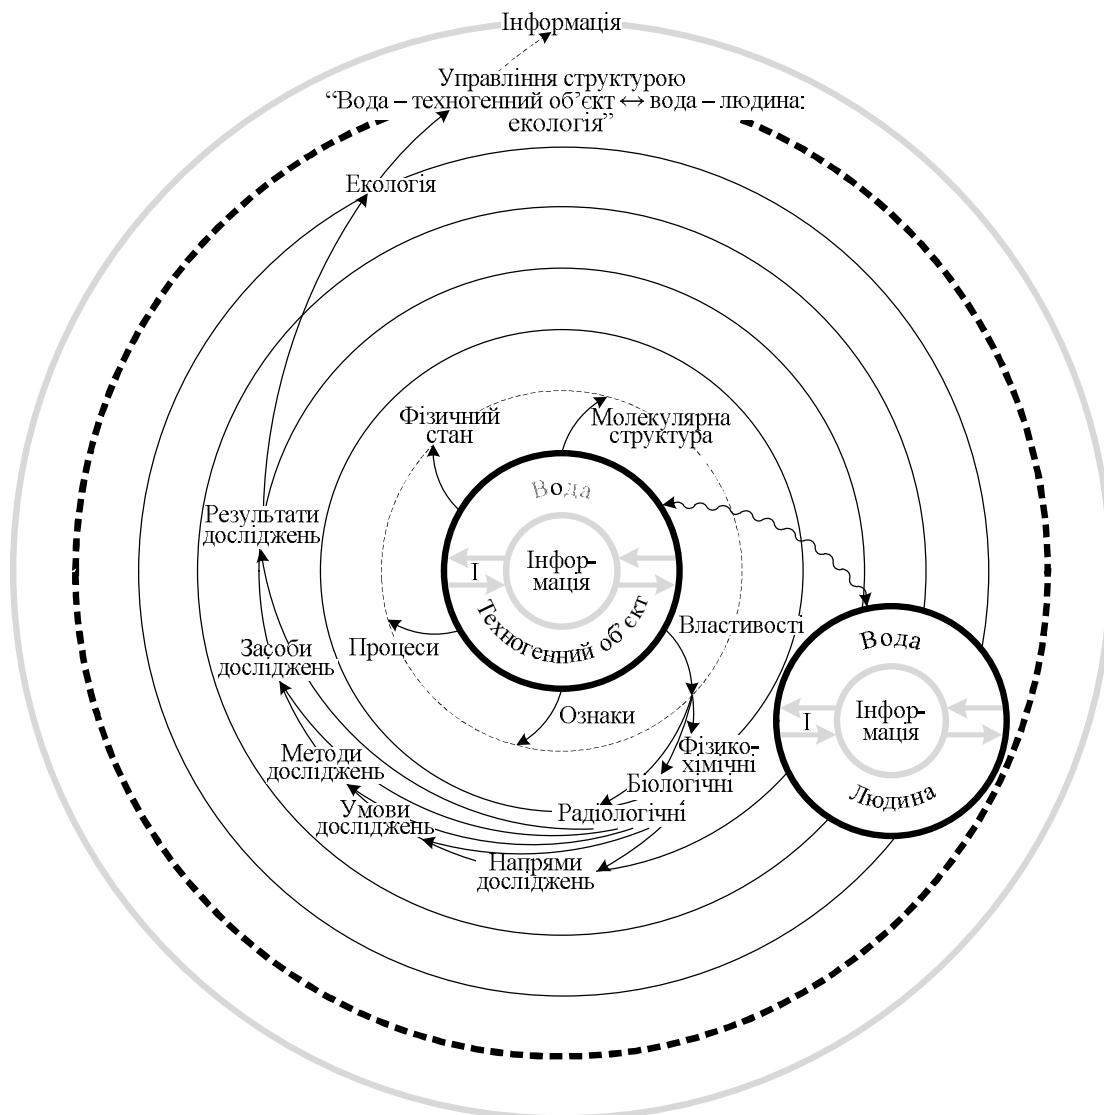 Інформація
Управління структурою
“Вода – техногенний об’єкт ↔ вода – людина:
екологія”
Екологія
Фізичний
стан
Молекулярна
структура
Вода
Результати
досліджень
І
Інфор-
мація
Техногенний об’єкт
Властивості
Процеси
Засоби
досліджень
Вода
Ознаки
І
Інфор-
мація
Фізико-
хімічні
Методи
досліджень
Біологічні
Людина
Умови
досліджень
Радіологічні
Напрями
досліджень